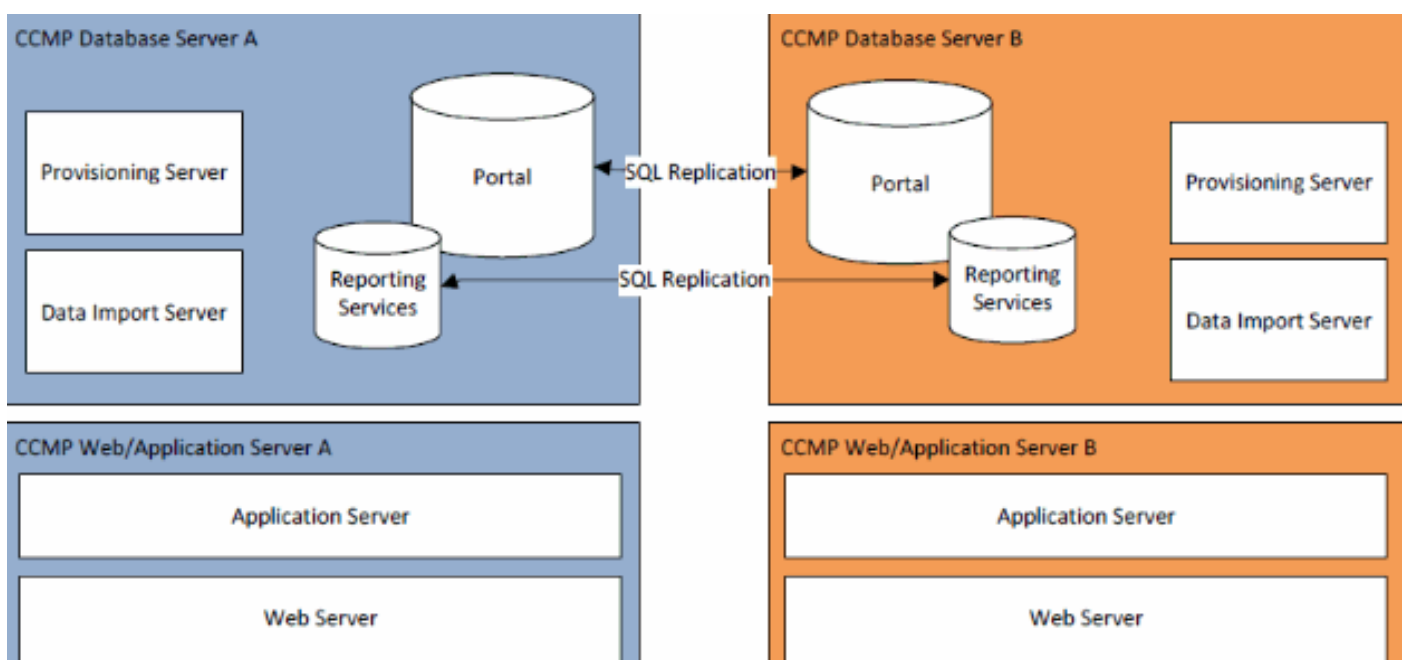 CCMP Database Server A
Provisioning Server
Data Import Server
Portal
Reporting
Services
SQL Replication
SQL Replication
CCMP Database Server B
Portal
Reporting
Services
Provisioning Server
Data Import Server
CCMP Web/Application Server A
Application Server
Web Server
CCMP Web/Application Server B
Application Server
Web Server